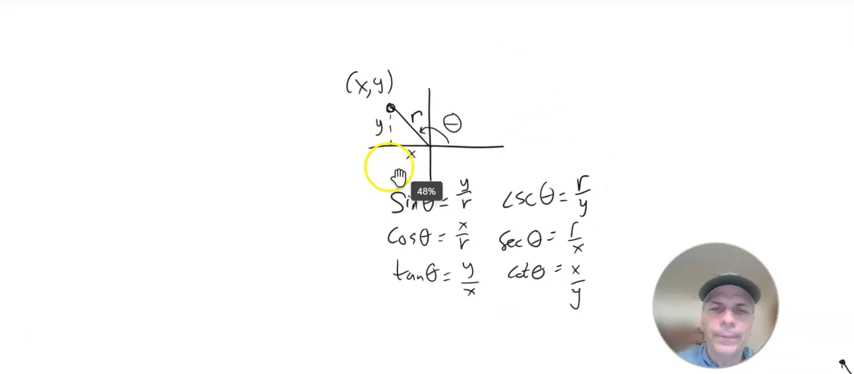 (x,y)
y r θ
x
48%
Sinθ = y/r cscθ = r/y
cosθ = x/r secθ = r/x
tanθ = y/x cotθ = x/y